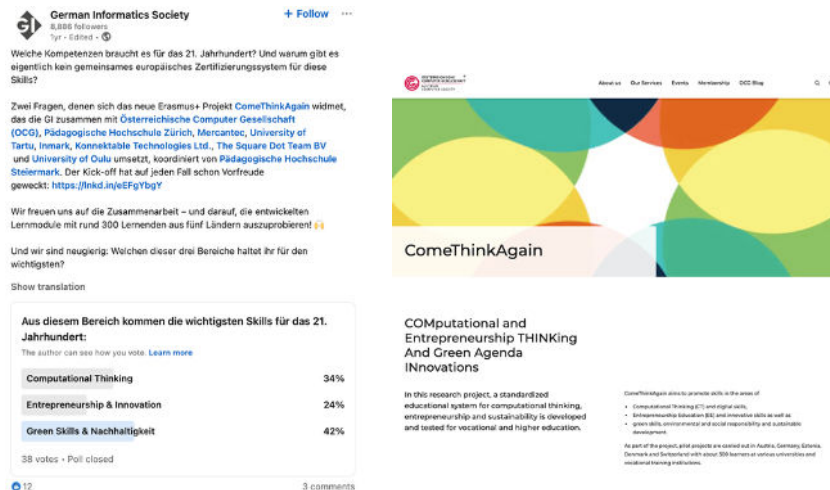 German Informatics Society
8,886 followers
1yr • Edited •
+ Follow
Welche Kompetenzen braucht es für das 21. Jahrhundert? Und warum gibt es
eigentlich kein gemeinsames europäisches Zertifizierungssystem für diese
Skills?
Zwei Fragen, denen sich das neue Erasmus+ Projekt ComeThinkAgain widmet,
das die GI zusammen mit Österreichische Computer Gesellschaft
(OCG), Pädagogische Hochschule Zürich, Mercantec, University of
Tartu, Inmark, Konnektable Technologies Ltd., The Square Dot Team BV
und University of Oulu umsetzt, koordiniert von Pädagogische Hochschule
Steiermark. Der Kick-off hat auf jeden Fall schon Vorfreude
geweckt: https://lnkd.in/eEFgYbgY
Wir freuen uns auf die Zusammenarbeit – und darauf, die entwickelten
Lernmodule mit rund 300 Lernenden aus fünf Ländern auszuprobieren! 🙌
Und wir sind neugierig: Welchen dieser drei Bereiche haltet ihr für den
wichtigsten?
Show translation
Aus diesem Bereich kommen die wichtigsten Skills für das 21.
Jahrhundert:
The author can see how you vote. Learn more
Computational Thinking 34%
Entrepreneurship & Innovation 24%
Green Skills & Nachhaltigkeit 42%
38 votes • Poll closed
12
3 comments
About us Our Services Events Membership OCG Blog
ComeThinkAgain
COMputational and
Entrepreneurship THINKing
And Green Agenda
INnovations
In this research project, a standardized
educational system for computational thinking,
entrepreneurship and sustainability is developed
and tested for vocational and higher education.
ComeThinkAgain aims to promote skills in the areas of
• Computational Thinking (CT) and digital skills,
• Entrepreneurship Education (EE) and innovative skills as well as
• green skills, environmental and social responsibility and sustainable
development.
As part of the project, pilot projects are carried out in Austria, Germany, Estonia,
Denmark and Switzerland with about 300 learners at various universities and
vocational training institutions.